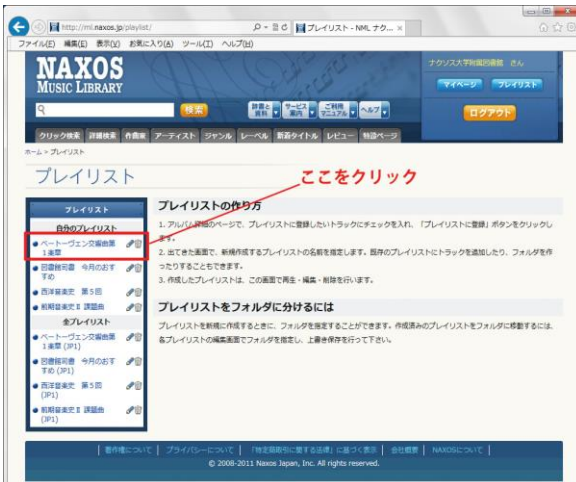 http://ml.naxos.jp/playlist/
プレイリスト - NML ナク...
ファイル(F) 編集(E) 表示(V) お気に入り(A) ツール(T) ヘルプ(H)
NAXOS
MUSIC LIBRARY
ナクソス大学附属図書館 さん
マイページ プレイリスト
検索
辞書と資料 サービス案内 ご利用マニュアル ヘルプ
ログアウト
クリック検索 詳細検索 作曲家 アーティスト ジャンル レーベル 新着タイトル レビュー 特設ページ
ホーム > プレイリスト
プレイリスト
ここをクリック
プレイリスト
自分のプレイリスト
ベートーヴェン交響曲第
1楽章
図書館司書 今月のおす
すめ
西洋音楽史 第5回
前期音楽史Ⅱ 課題曲
全プレイリスト
ベートーヴェン交響曲第
1楽章 (JP1)
図書館司書 今月のおす
すめ (JP1)
西洋音楽史 第5回
(JP1)
前期音楽史Ⅱ 課題曲
(JP1)
プレイリストの作り方
1. アルバム詳細のページで、プレイリストに登録したいトラックにチェックを入れ、「プレイリストに登録」ボタンをクリックし
ます。
2. 出てきた画面で、新規作成するプレイリストの名前を指定します。既存のプレイリストにトラックを追加したり、フォルダを作
ったりすることもできます。
3. 作成したプレイリストは、この画面で再生・編集・削除を行います。
プレイリストをフォルダに分けるには
プレイリストを新規に作成するときに、フォルダを指定することができます。作成済みのプレイリストをフォルダに移動するには、
各プレイリストの編集画面でフォルダを指定し、上書き保存を行って下さい。
著作権について | プライバシーについて | 「特定商取引に関する法律」に基づく表示 | 会社概要 | NAXOSについて |
© 2008-2011 Naxos Japan, Inc. All rights reserved.